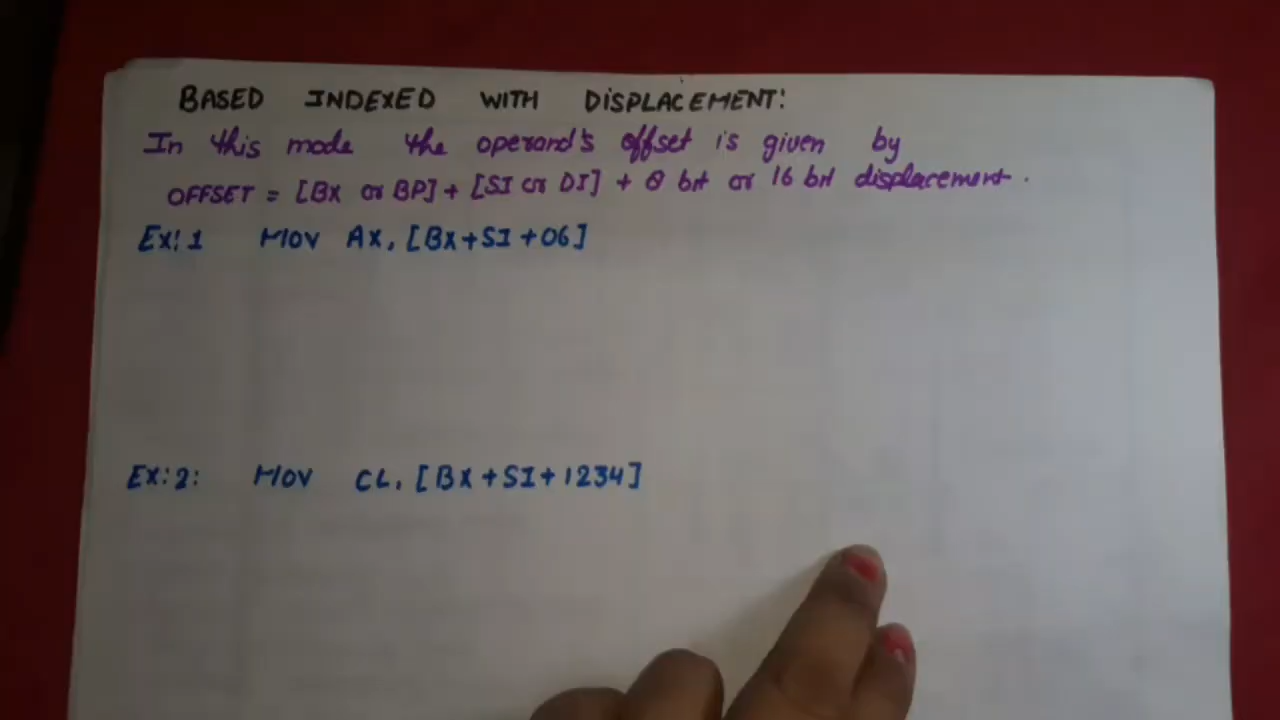 BASED INDEXED WITH DISPLACEMENT:
In this mode the operand's offset is given by
OFFSET = [BX or BP] + [SI or DI] + 8 bit or 16 bit displacement.
Ex:1 MOV AX, [BX+SI+06]
Ex:2: MOV CL, [BX+SI+1234]